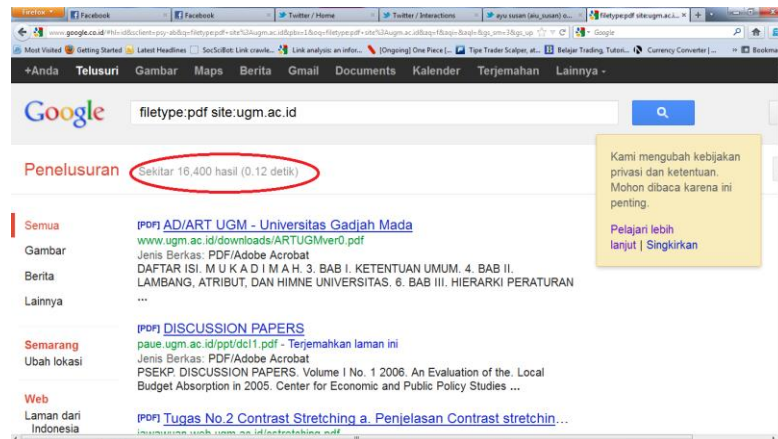 Firefox
Facebook
Facebook
Twitter / Home
Twitter / Interactions
ayu susan (aiu_susan) o...
filetype:pdf site:ugm.ac.i...
Google
Most Visited Getting Started Latest Headlines SocSciBot: Link crawle... Link analysis: an infor... [Ongoing] One Piece [... Tipe Trader Scalper, at... Belajar Trading, Tutori... Currency Converter | ... Bookma
+Anda Telusuri Gambar Maps Berita Gmail Documents Kalender Terjemahan Lainnya
Google
filetype:pdf site:ugm.ac.id
Penelusuran
Sekitar 16,400 hasil (0.12 detik)
Kami mengubah kebijakan
privasi dan ketentuan.
Mohon dibaca karena ini
penting.
Pelajari lebih
lanjut | Singkirkan
Semua
Gambar
Berita
Lainnya
Semarang
Ubah lokasi
Web
Laman dari
Indonesia
[PDF] AD/ART UGM - Universitas Gadjah Mada
www.ugm.ac.id/downloads/ARTUGMver0.pdf
Jenis Berkas: PDF/Adobe Acrobat
DAFTAR ISI. M U K A D I M A H. 3. BAB I. KETENTUAN UMUM. 4. BAB II.
LAMBANG, ATRIBUT, DAN HIMNE UNIVERSITAS. 6. BAB III. HIERARKI PERATURAN
...
[PDF] DISCUSSION PAPERS
paue.ugm.ac.id/ppt/dcl1.pdf - Terjemahkan laman ini
Jenis Berkas: PDF/Adobe Acrobat
PSEKP. DISCUSSION PAPERS. Volume I No. 1 2006. An Evaluation of the. Local
Budget Absorption in 2005. Center for Economic and Public Policy Studies ...
[PDF] Tugas No.2 Contrast Stretching a. Penjelasan Contrast stretchin...